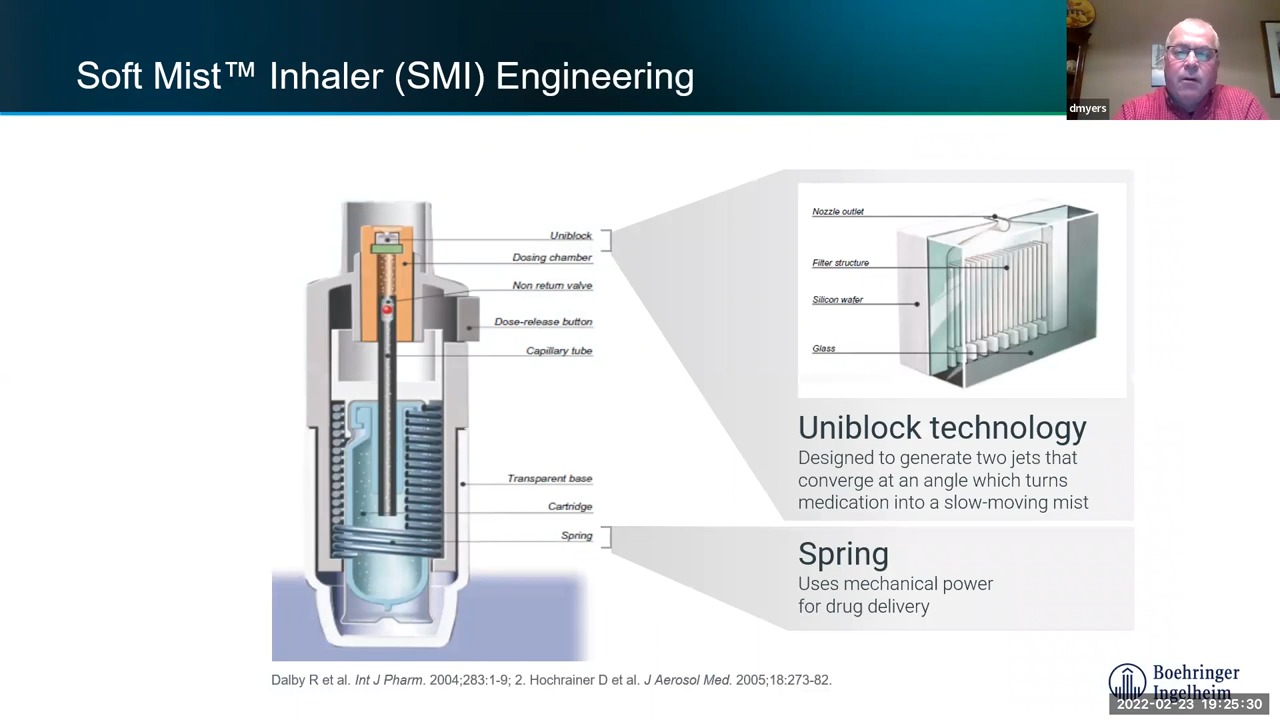 Soft Mist™ Inhaler (SMI) Engineering
dmyers
Uniblock
Dosing chamber
Non return valve
Dose-release button
Capillary tube
Transparent base
Cartridge
Spring
Nozzle outlet
Filter structure
Silicon wafer
Glass
Uniblock technology
Designed to generate two jets that
converge at an angle which turns
medication into a slow-moving mist
Spring
Uses mechanical power
for drug delivery
Dalby R et al. Int J Pharm. 2004;283:1-9; 2. Hochrainer D et al. J Aerosol Med. 2005;18:273-82.
Boehringer
Ingelheim
2022-02-23 19:25:30